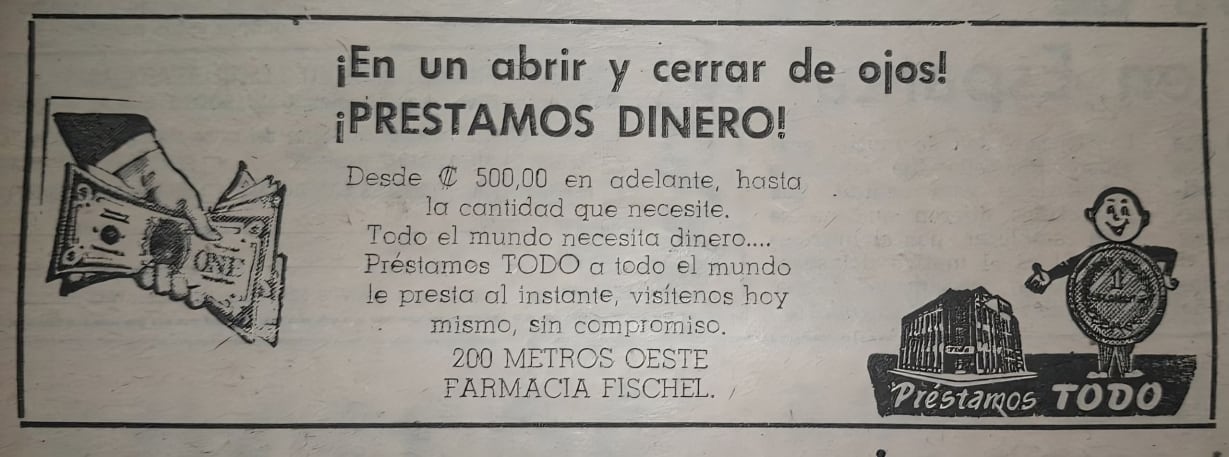 ¡En un abrir y cerrar de ojos!
¡PRESTAMOS DINERO!
Desde ₡ 500,00 en adelante, hasta
la cantidad que necesite.
Todo el mundo necesita dinero....
Préstamos TODO a todo el mundo
le presta al instante, visítenos hoy
mismo, sin compromiso.
200 METROS OESTE
FARMACIA FISCHEL.
ONE
1
Préstamos TODO